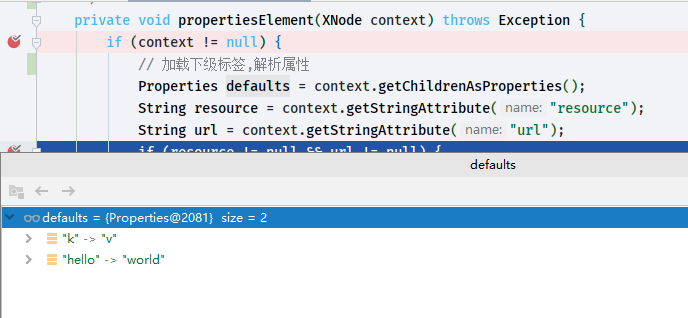 private void propertiesElement(XNode context) throws Exception {
if (context != null) {
// 加载下级标签,解析属性
Properties defaults = context.getChildrenAsProperties();
String resource = context.getStringAttribute( name: "resource");
String url = context.getStringAttribute( name: "url");
if (resource != null && url != null) {
defaults
defaults = {Properties@2081} size = 2
"k" -> "v"
"hello" -> "world"